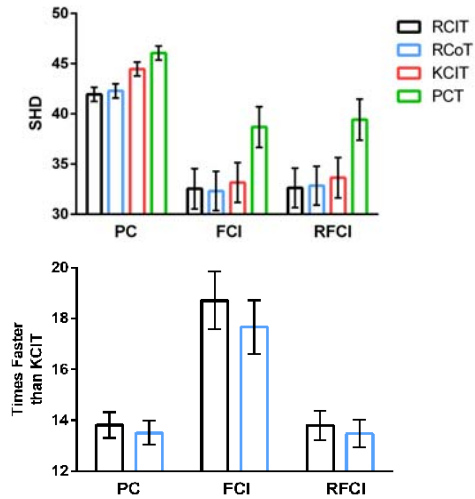 50
45
40
35
30
SHD
PC
FCI
RFCI
RCIT
RCoT
KCIT
PCT
20
18
16
14
12
Times Faster
than KCIT
PC
FCI
RFCI